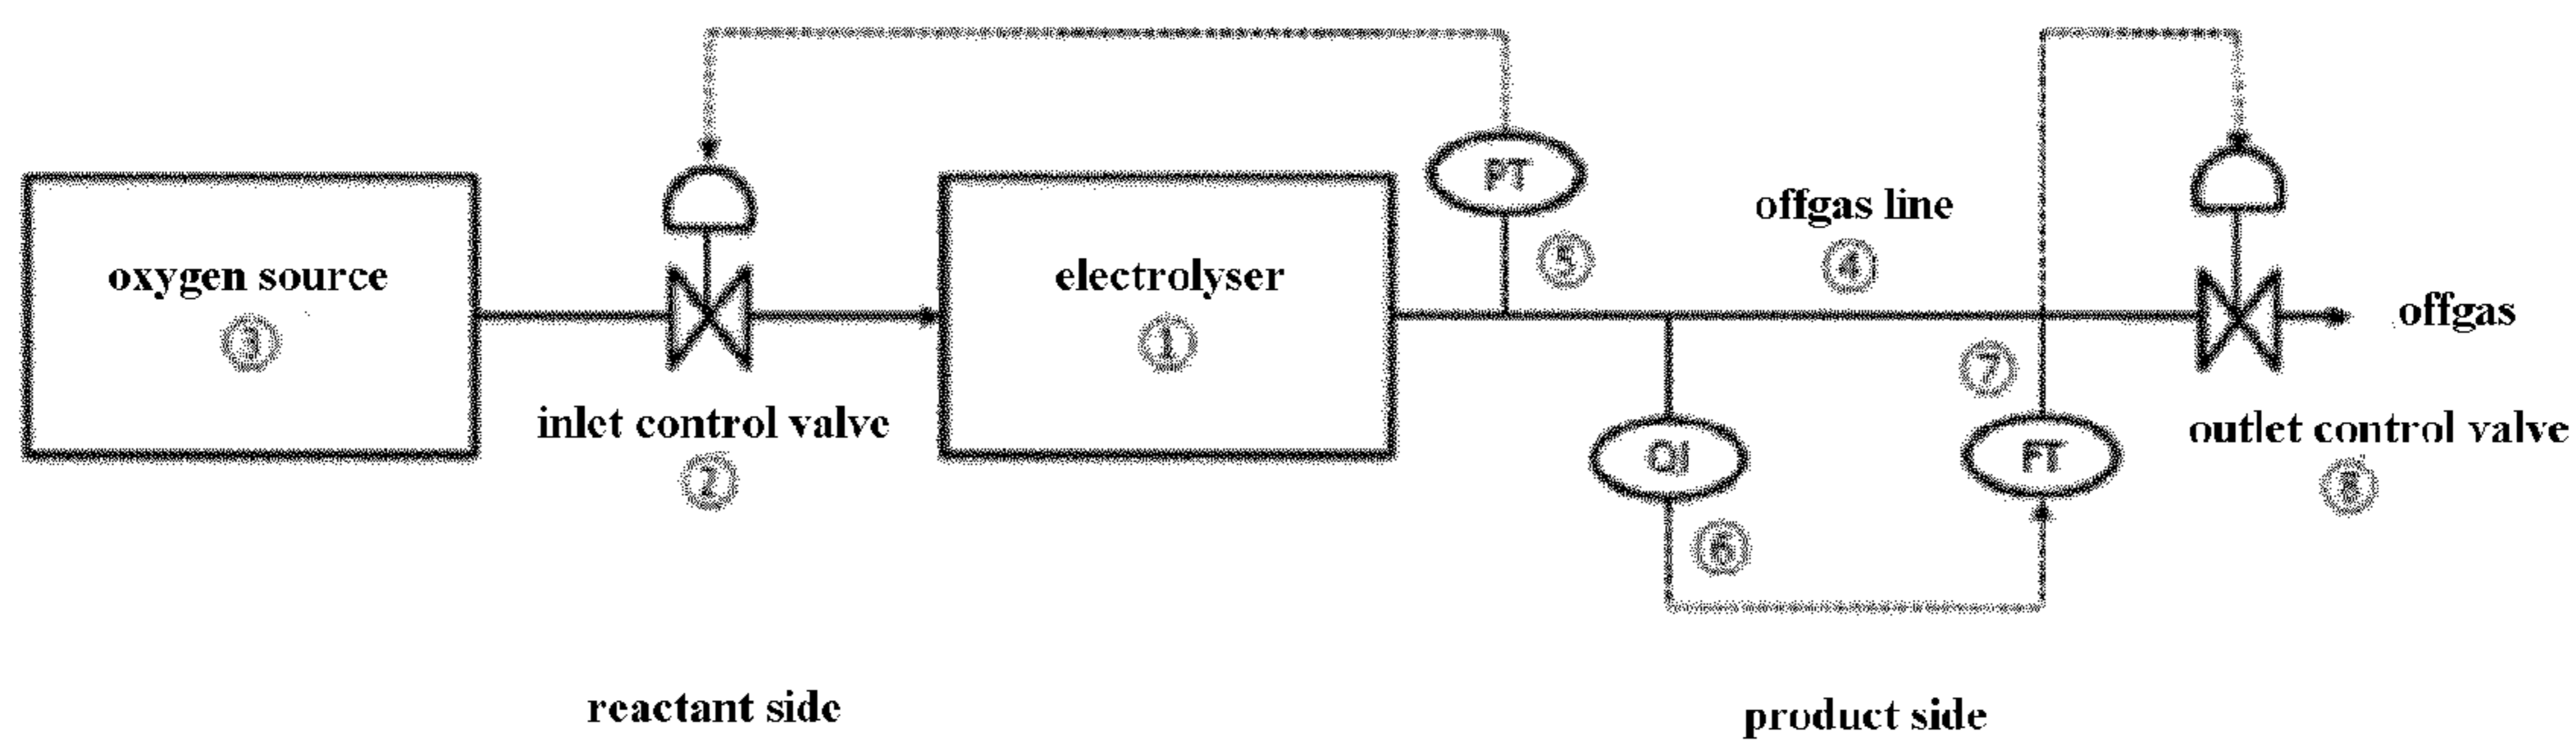 PT
offgas line
④
⑤
oxygen source
③
electrolyser
①
offgas
inlet control valve
②
⑦
QI
FT
outlet control valve
⑧
⑥
reactant side
product side